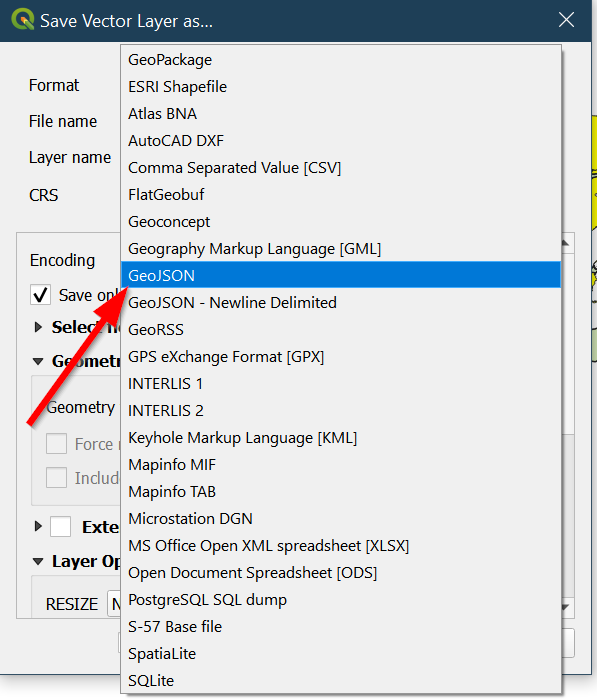 Save Vector Layer as...
Format
File name
Layer name
CRS
Encoding
Save onl
Select
Geometr
Geometry
Force
Includ
Exte
Layer Op
RESIZE
GeoPackage
ESRI Shapefile
Atlas BNA
AutoCAD DXF
Comma Separated Value [CSV]
FlatGeobuf
Geoconcept
Geography Markup Language [GML]
GeoJSON
GeoJSON - Newline Delimited
GeoRSS
GPS eXchange Format [GPX]
INTERLIS 1
INTERLIS 2
Keyhole Markup Language [KML]
Mapinfo MIF
Mapinfo TAB
Microstation DGN
MS Office Open XML spreadsheet [XLSX]
Open Document Spreadsheet [ODS]
PostgreSQL SQL dump
S-57 Base file
SpatiaLite
SQLite